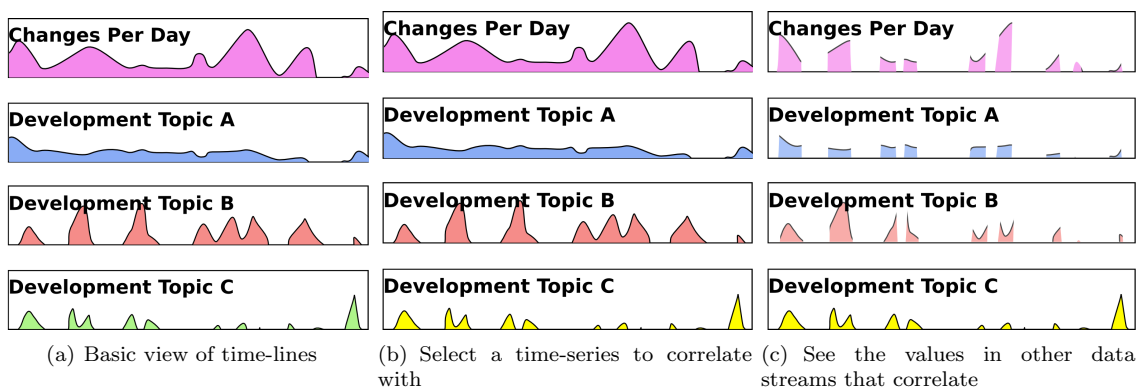 Changes Per Day
Development Topic A
Development Topic B
Development Topic C
(a) Basic view of time-lines
Changes Per Day
Development Topic A
Development Topic B
Development Topic C
(b) Select a time-series to correlate
with
Changes Per Day
Development Topic A
Development Topic B
Development Topic C
(c) See the values in other data
streams that correlate